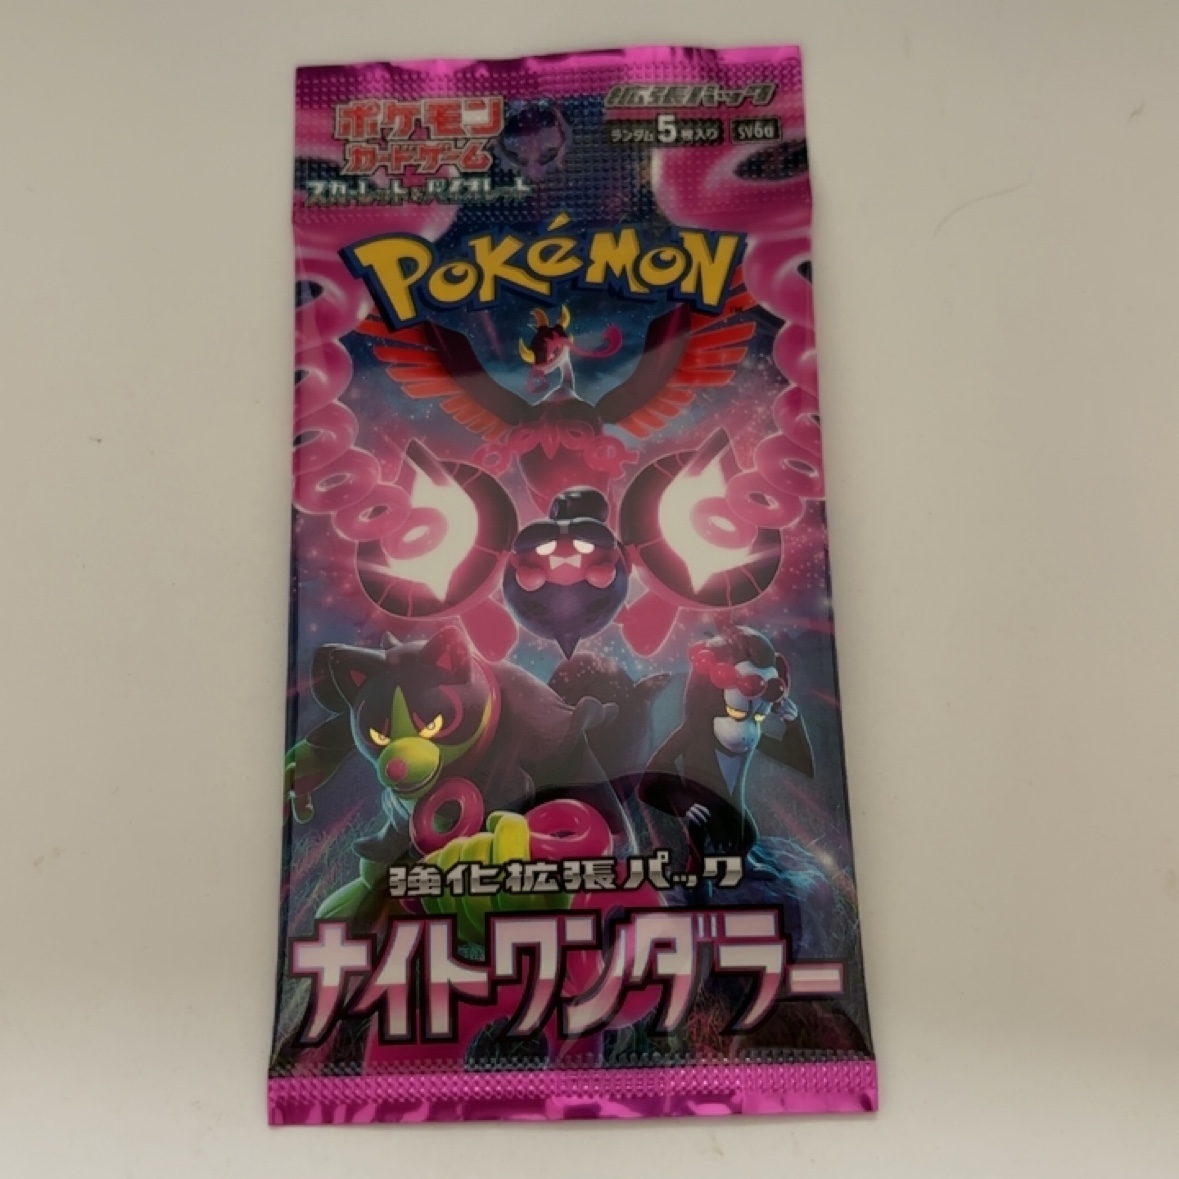 ポケモン
カードゲーム
スカーレット&バイオレット
拡張パック
ランダム5枚入り SV6a
POKéMON
TM
強化拡張パック
ナイトワンダラー